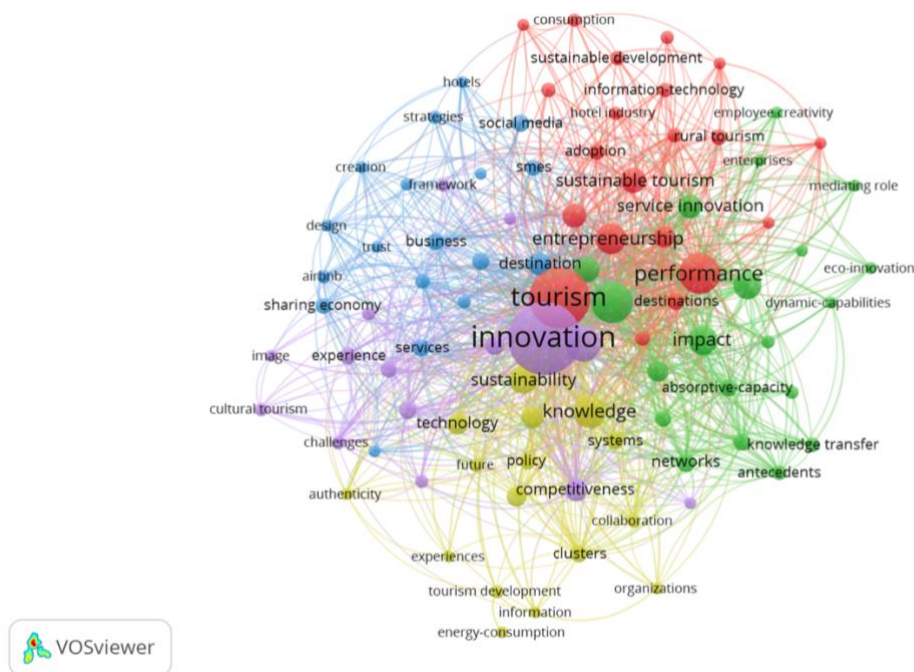 consumption
sustainable development
hotels
information-technology
strategies
social media
hotel industry
employee creativity
rural tourism
adoption
enterprises
creation
smes
framework
sustainable tourism
mediating role
service innovation
design
trust
business
entrepreneurship
destination
performance
eco-innovation
airbnb
tourism
destinations
dynamic-capabilities
sharing economy
innovation
impact
image
experience
services
sustainability
absorptive-capacity
cultural tourism
knowledge
technology
challenges
systems
knowledge transfer
future
policy
networks
antecedents
authenticity
competitiveness
collaboration
experiences
clusters
tourism development
organizations
information
energy-consumption
VOSviewer